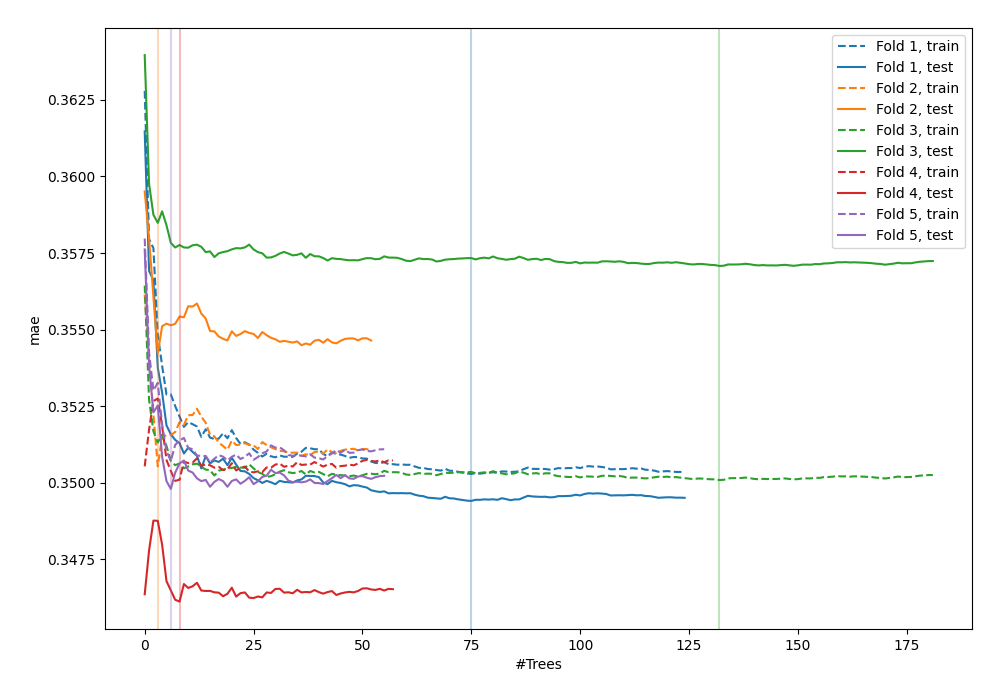 Fold 1, train
Fold 1, test
Fold 2, train
Fold 2, test
Fold 3, train
Fold 3, test
Fold 4, train
Fold 4, test
Fold 5, train
Fold 5, test
mae
0.3625
0.3600
0.3575
0.3550
0.3525
0.3500
0.3475
0 25 50 75 100 125 150 175
#Trees